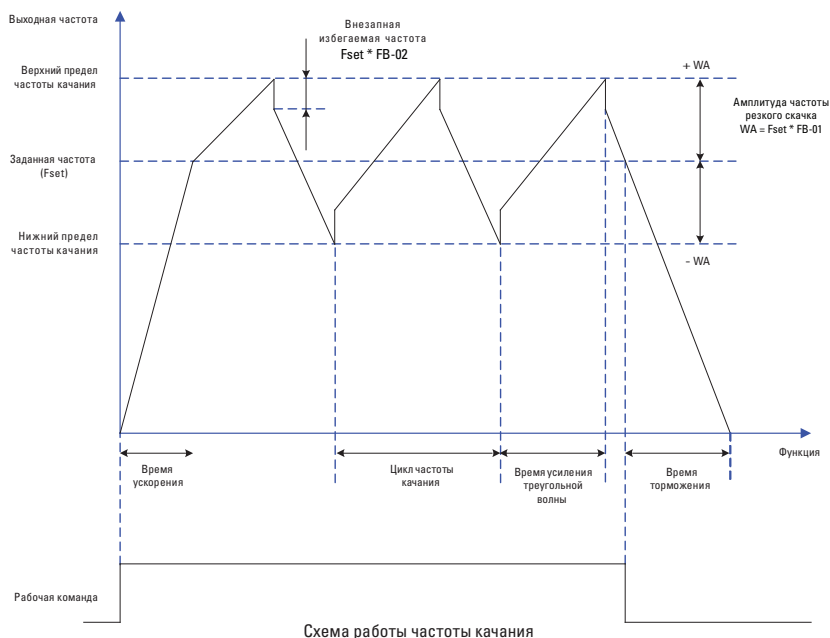 Выходная частота
Внезапная
избегаемая частота
Fset * FB-02
Верхний предел
частоты качания
+ WA
Амплитуда частоты
резкого скачка
WA = Fset * FB-01
Заданная частота
(Fset)
Нижний предел
частоты качания
- WA
Функция
Время
ускорения
Цикл частоты
качания
Время усиления
треугольной
волны
Время
торможения
Рабочая команда
Схема работы частоты качания